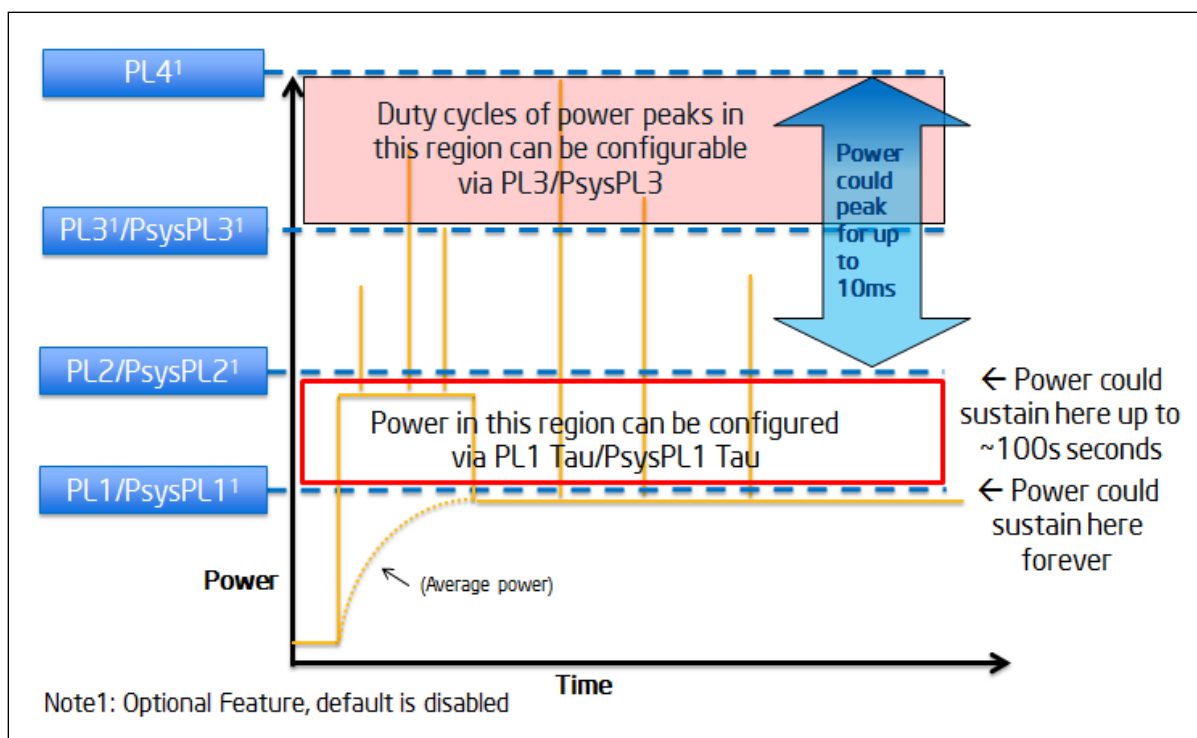 PL4¹
Duty cycles of power peaks in
this region can be configurable
via PL3/PsysPL3
Power
could
peak
for up
to
10ms
PL3¹/PsysPL3¹
PL2/PsysPL2¹
← Power could
sustain here up to
~100s seconds
Power in this region can be configured
via PL1 Tau/PsysPL1 Tau
PL1/PsysPL1¹
← Power could
sustain here
forever
Power
(Average power)
Time
Note1: Optional Feature, default is disabled